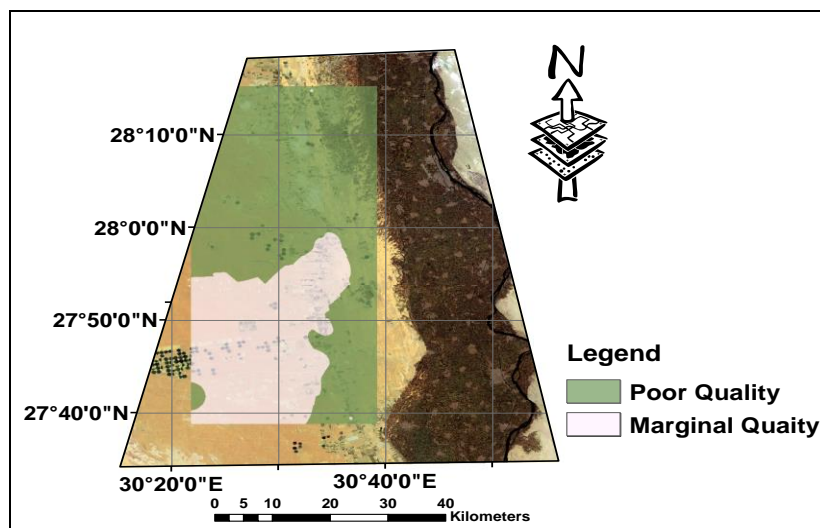 N
28°10'0"N
28°0'0"N
27°50'0"N
27°40'0"N
30°20'0"E 30°40'0"E
0 5 10 20 30 40
Kilometers
Legend
Poor Quality
Marginal Quaity